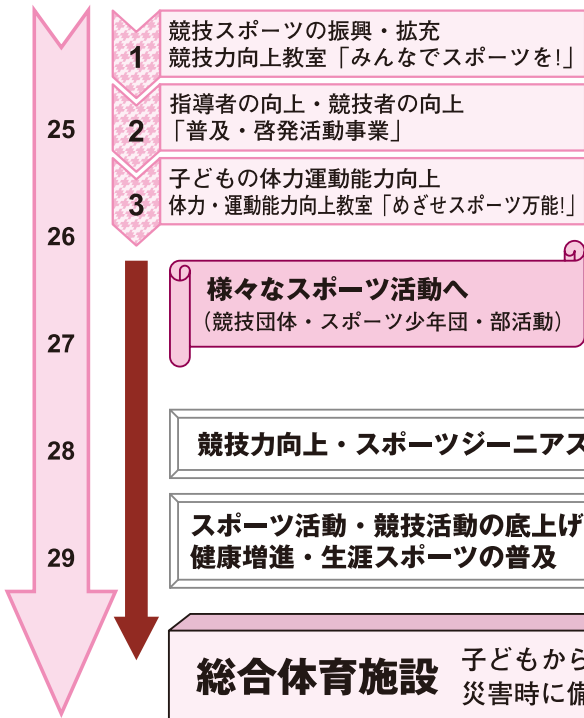 1
競技スポーツの振興・拡充
競技力向上教室「みんなでスポーツを!」
25
2
指導者の向上・競技者の向上
「普及・啓発活動事業」
3
子どもの体力運動能力向上
体力・運動能力向上教室「めざせスポーツ万能!」
26
様々なスポーツ活動へ
(競技団体・スポーツ少年団・部活動)
27
28
競技力向上・スポーツジーニアス
29
スポーツ活動・競技活動の底上げ
健康増進・生涯スポーツの普及
総合体育施設
子どもから
災害時に備